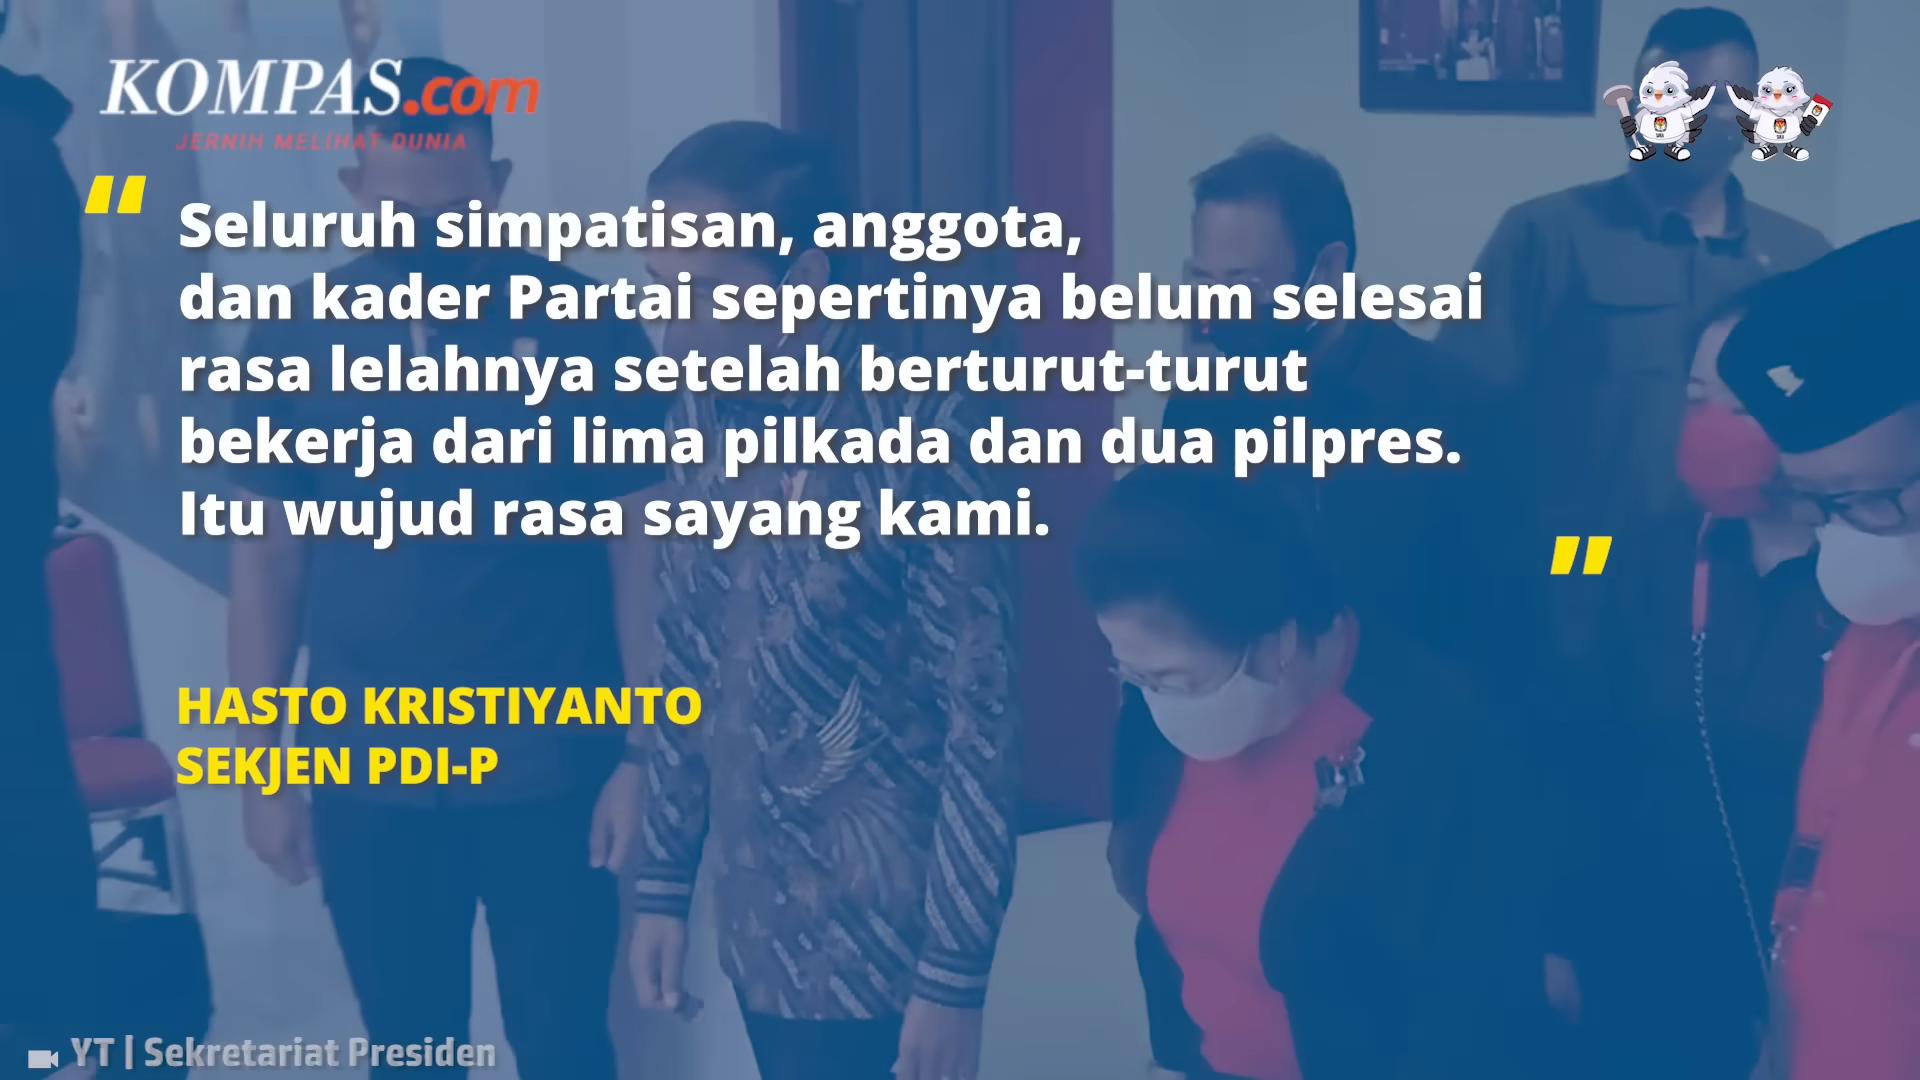 KOMPAS.com
JERNIH MELIHAT DUNIA
“ Seluruh simpatisan, anggota,
dan kader Partai sepertinya belum selesai
rasa lelahnya setelah berturut-turut
bekerja dari lima pilkada dan dua pilpres.
Itu wujud rasa sayang kami. ”
HASTO KRISTIYANTO
SEKJEN PDI-P
YT | Sekretariat Presiden